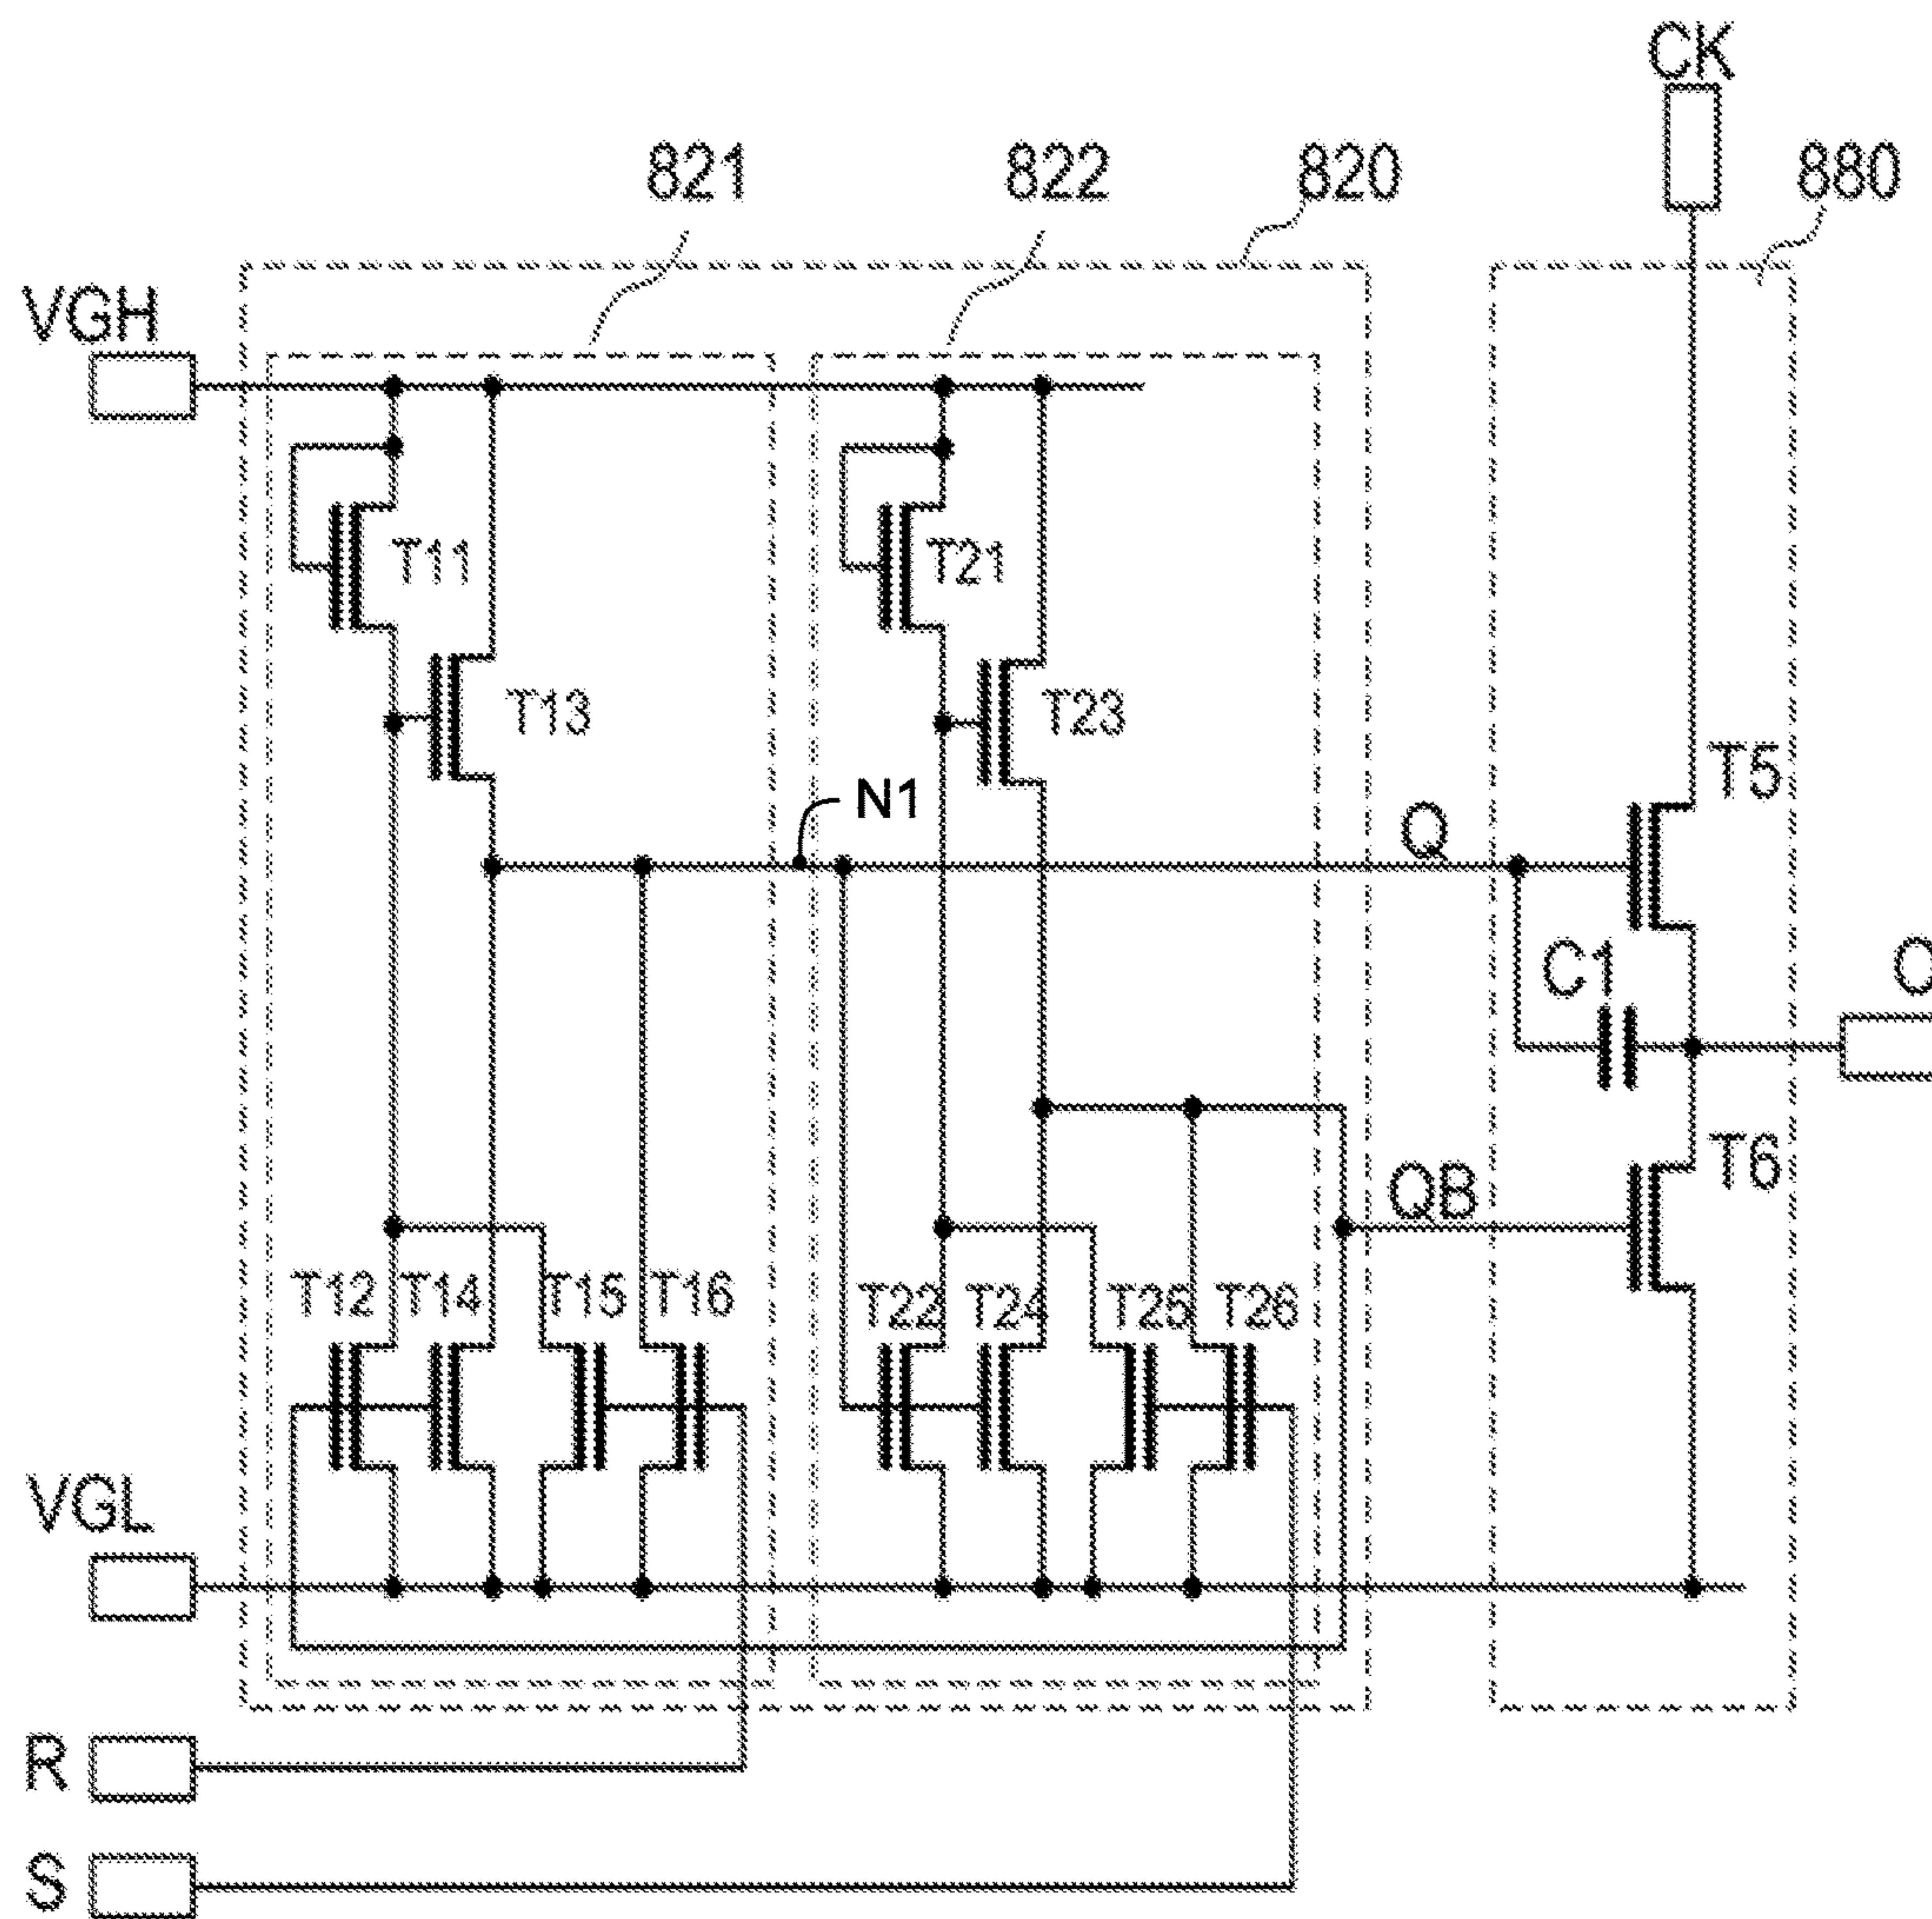 CK
821 822 820 880
VGH
T11 T21
T13 T23
T5
N1
Q
C1 O
T6
QB
T12 T14 T15 T16 T22 T24 T25 T26
VGL
R
S